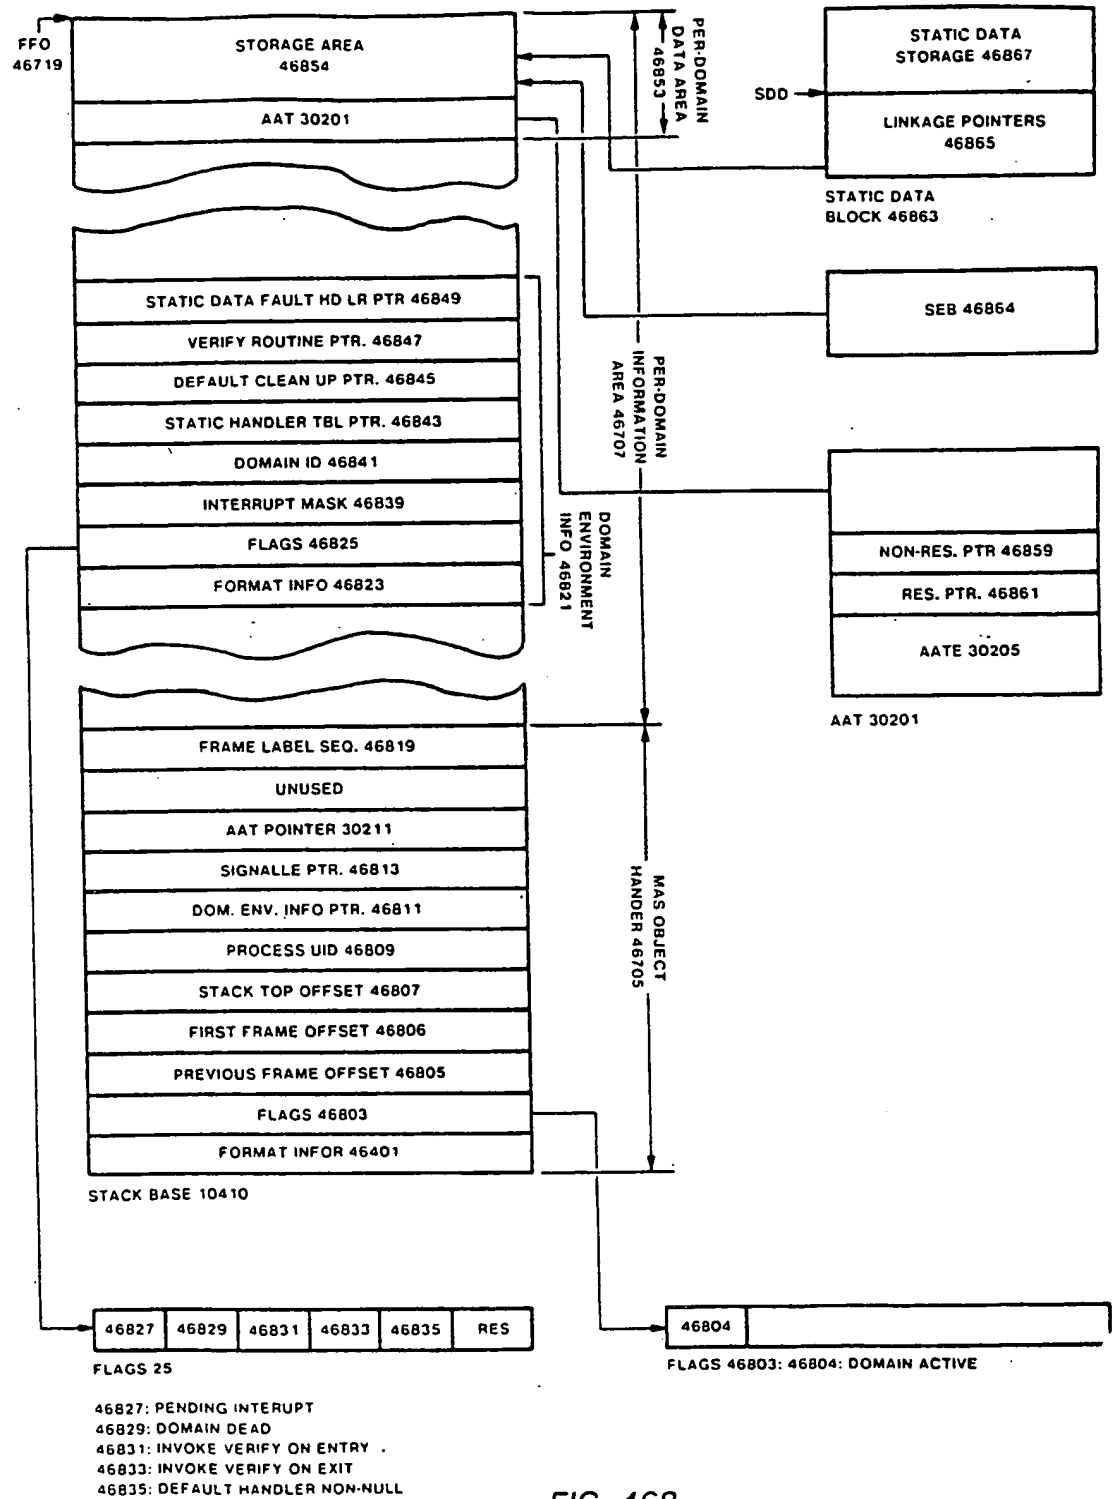 FFO
46719
STORAGE AREA
46854
AAT 30201
PER-DOMAIN
DATA AREA
46853
STATIC DATA
STORAGE 46867
SDD
LINKAGE POINTERS
46865
STATIC DATA
BLOCK 46863
STATIC DATA FAULT HD LR PTR 46849
VERIFY ROUTINE PTR. 46847
DEFAULT CLEAN UP PTR. 46845
STATIC HANDLER TBL PTR. 46843
DOMAIN ID 46841
INTERRUPT MASK 46839
FLAGS 46825
FORMAT INFO 46823
DOMAIN
ENVIRONMENT
INFO 46821
PER-DOMAIN
INFORMATION
AREA 46707
SEB 46864
NON-RES. PTR 46859
RES. PTR. 46861
AATE 30205
AAT 30201
FRAME LABEL SEQ. 46819
UNUSED
AAT POINTER 30211
SIGNALLE PTR. 46813
DOM. ENV. INFO PTR. 46811
PROCESS UID 46809
STACK TOP OFFSET 46807
FIRST FRAME OFFSET 46806
PREVIOUS FRAME OFFSET 46805
FLAGS 46803
FORMAT INFOR 46401
MAS OBJECT
HANDER 46705
STACK BASE 10410
46827 46829 46831 46833 46835 RES
FLAGS 25
46827: PENDING INTERUPT
46829: DOMAIN DEAD
46831: INVOKE VERIFY ON ENTRY
46833: INVOKE VERIFY ON EXIT
46835: DEFAULT HANDLER NON-NULL
46804
FLAGS 46803: 46804: DOMAIN ACTIVE
FIG. 468